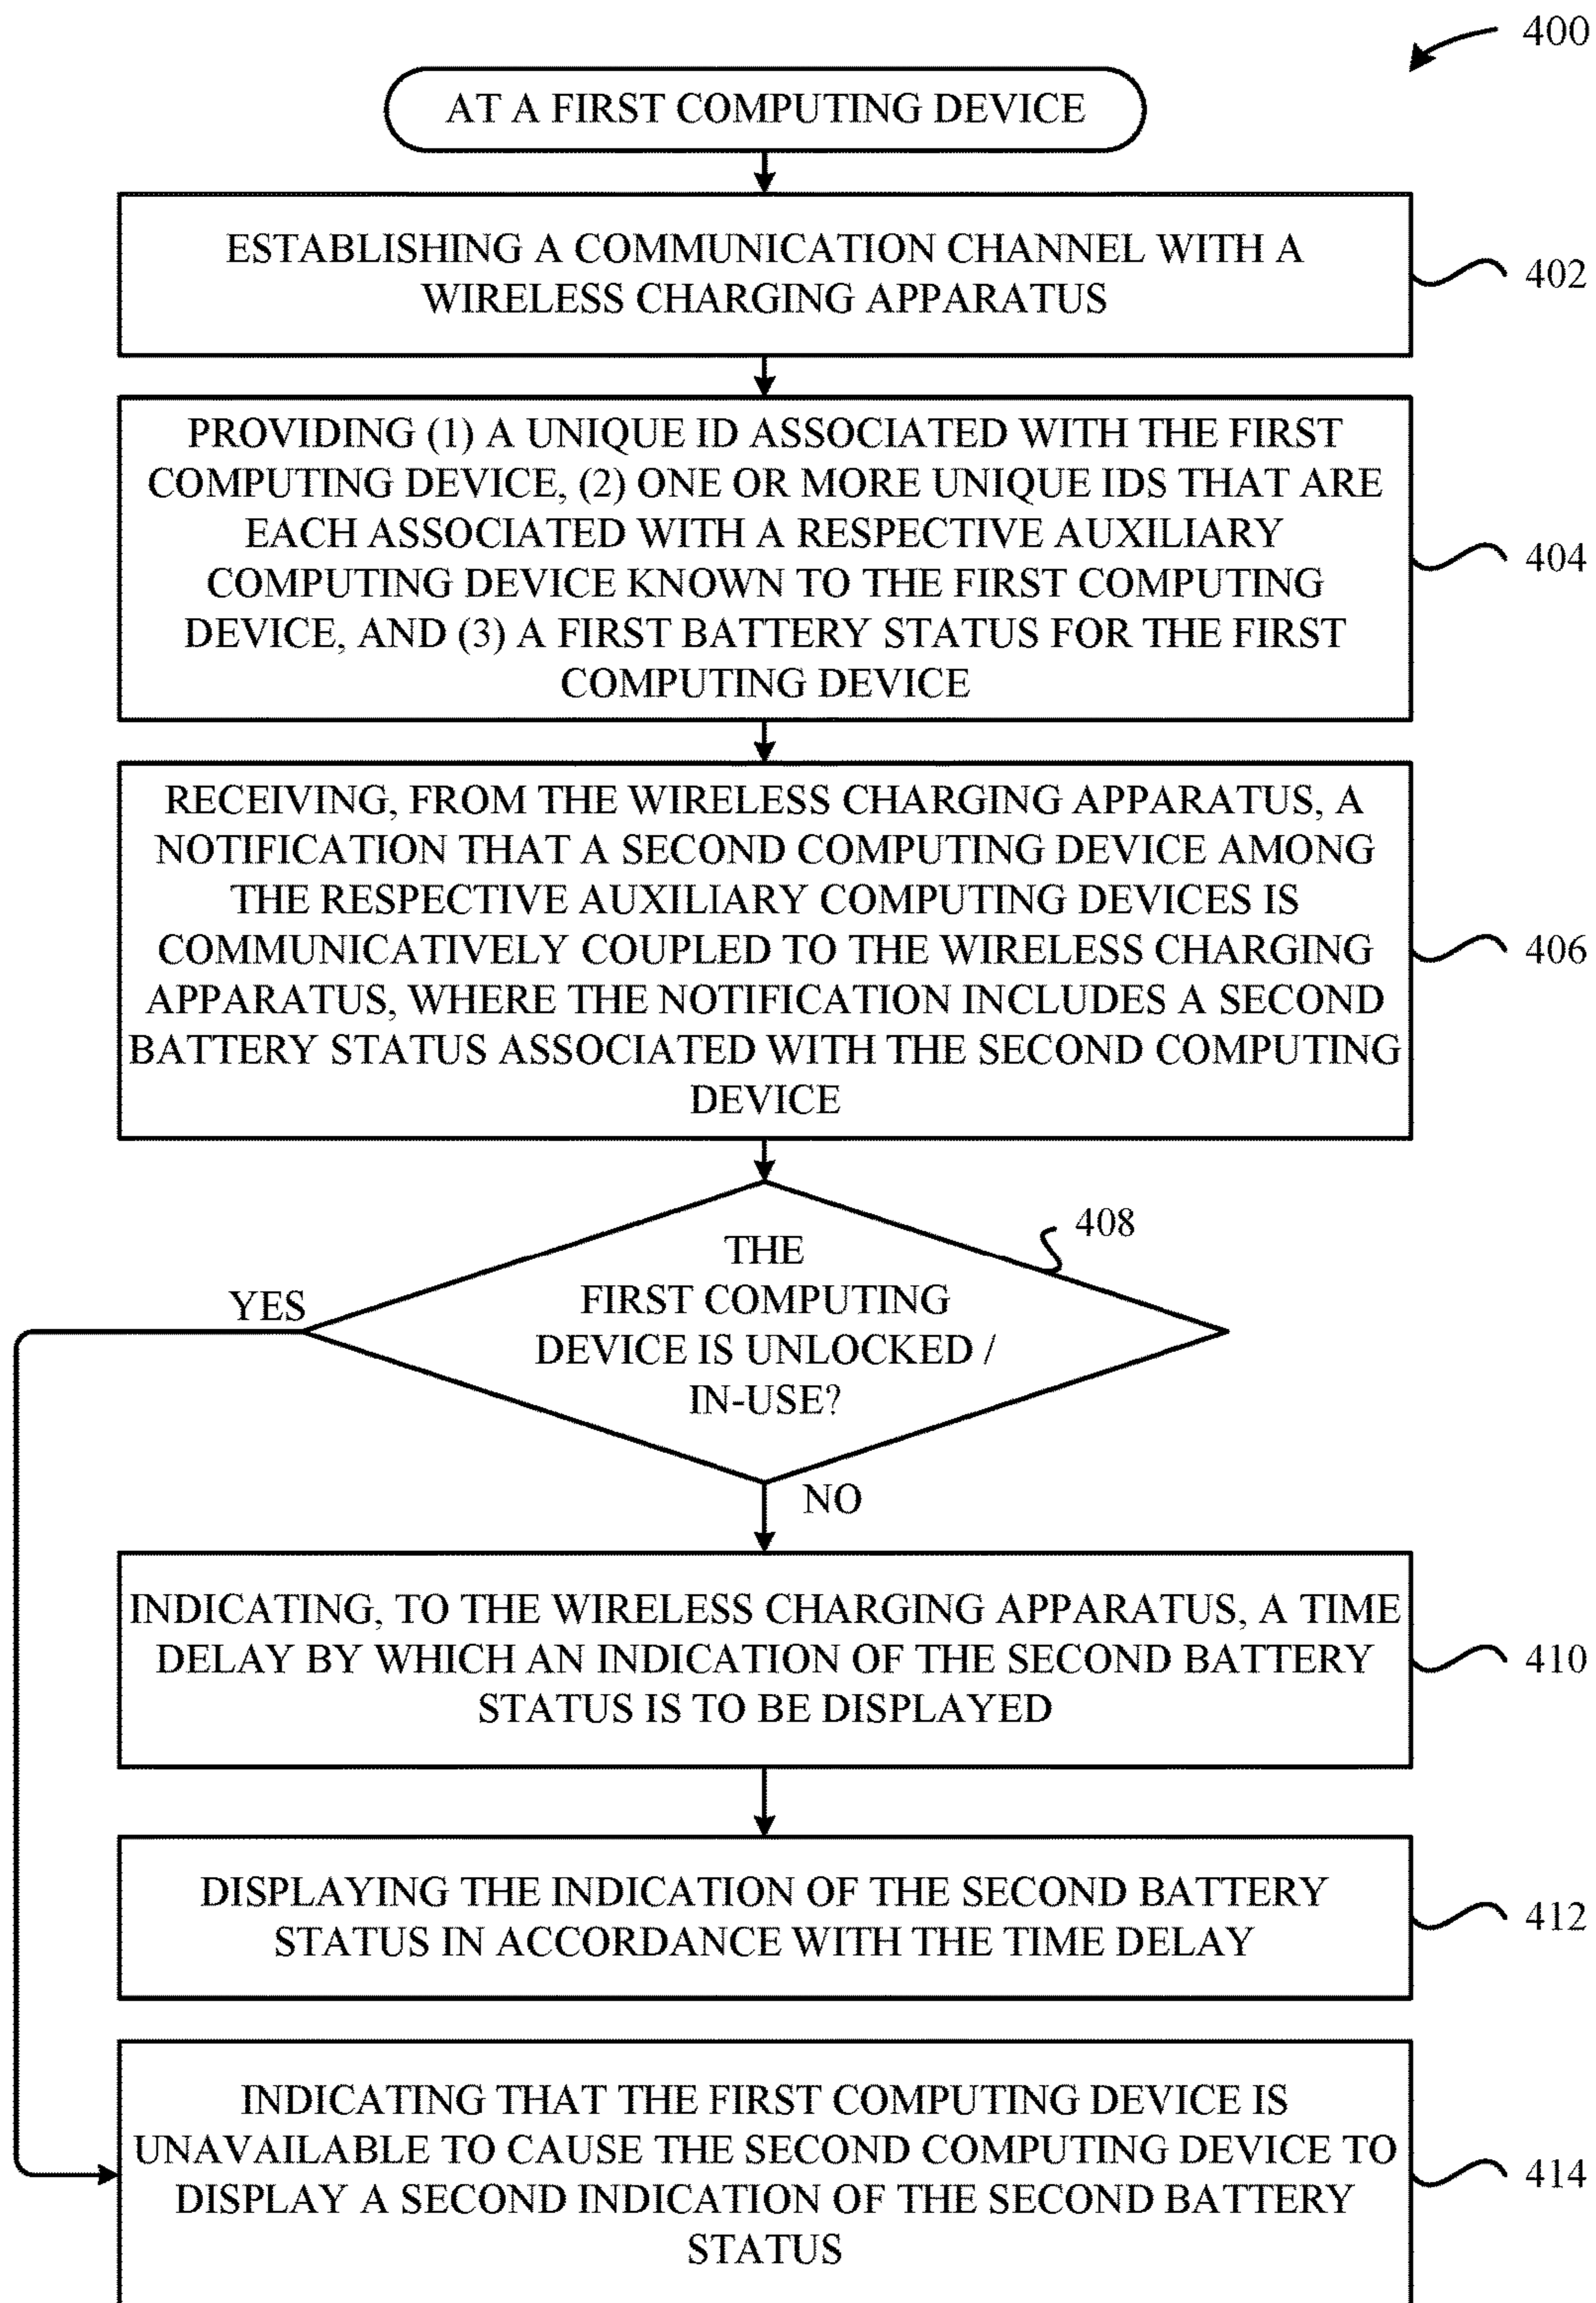 400
AT A FIRST COMPUTING DEVICE
ESTABLISHING A COMMUNICATION CHANNEL WITH A
WIRELESS CHARGING APPARATUS
402
PROVIDING (1) A UNIQUE ID ASSOCIATED WITH THE FIRST
COMPUTING DEVICE, (2) ONE OR MORE UNIQUE IDS THAT ARE
EACH ASSOCIATED WITH A RESPECTIVE AUXILIARY
COMPUTING DEVICE KNOWN TO THE FIRST COMPUTING
DEVICE, AND (3) A FIRST BATTERY STATUS FOR THE FIRST
COMPUTING DEVICE
404
RECEIVING, FROM THE WIRELESS CHARGING APPARATUS, A
NOTIFICATION THAT A SECOND COMPUTING DEVICE AMONG
THE RESPECTIVE AUXILIARY COMPUTING DEVICES IS
COMMUNICATIVELY COUPLED TO THE WIRELESS CHARGING
APPARATUS, WHERE THE NOTIFICATION INCLUDES A SECOND
BATTERY STATUS ASSOCIATED WITH THE SECOND COMPUTING
DEVICE
406
408
THE
FIRST COMPUTING
DEVICE IS UNLOCKED /
IN-USE?
YES
NO
INDICATING, TO THE WIRELESS CHARGING APPARATUS, A TIME
DELAY BY WHICH AN INDICATION OF THE SECOND BATTERY
STATUS IS TO BE DISPLAYED
410
DISPLAYING THE INDICATION OF THE SECOND BATTERY
STATUS IN ACCORDANCE WITH THE TIME DELAY
412
INDICATING THAT THE FIRST COMPUTING DEVICE IS
UNAVAILABLE TO CAUSE THE SECOND COMPUTING DEVICE TO
DISPLAY A SECOND INDICATION OF THE SECOND BATTERY
STATUS
414